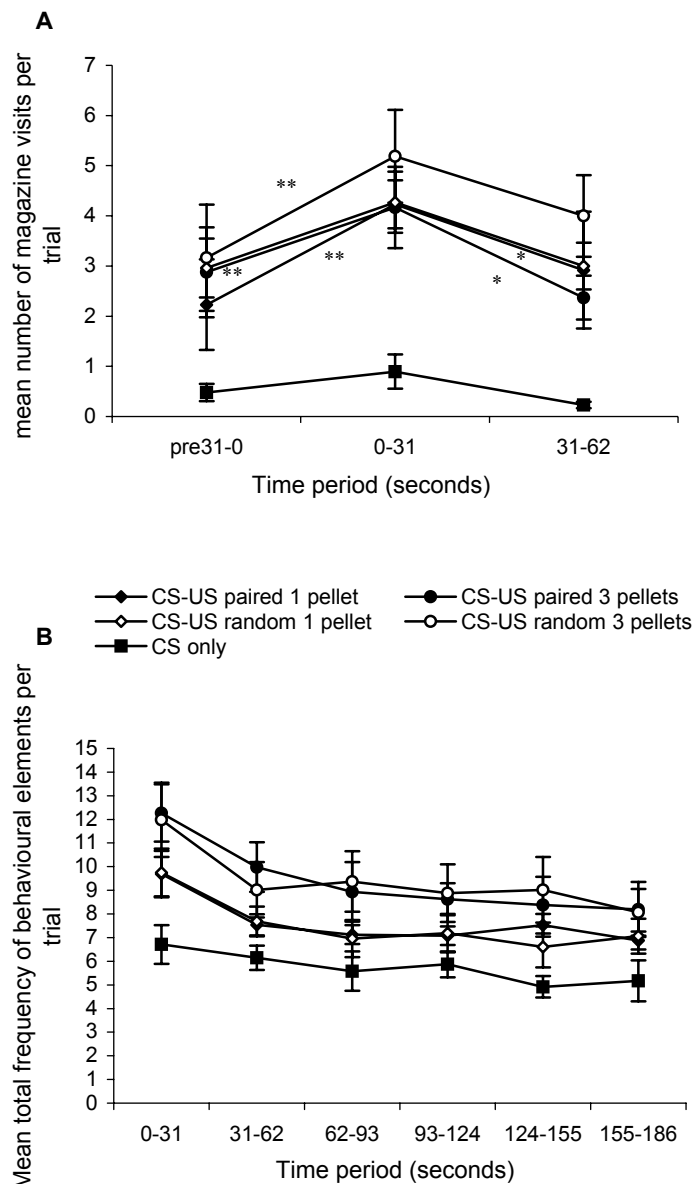 A
mean number of magazine visits per
trial
7
6
5
4
3
2
1
0
**
**
**
*
*
pre31-0
0-31
31-62
Time period (seconds)
CS-US paired 1 pellet
CS-US paired 3 pellets
CS-US random 1 pellet
CS-US random 3 pellets
CS only
B
Mean total frequency of behavioural elements per
trial
15
14
13
12
11
10
9
8
7
6
5
4
3
2
1
0
0-31
31-62
62-93
93-124
124-155
155-186
Time period (seconds)